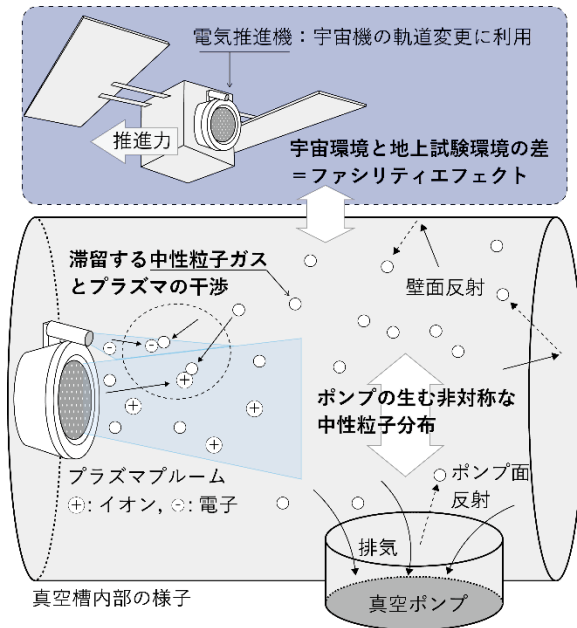 電気推進機：宇宙機の軌道変更に利用
推進力
宇宙環境と地上試験環境の差
＝ファシリティエフェクト
滞留する中性粒子ガス
とプラズマの干渉
壁面反射
ポンプの生む非対称な
中性粒子分布
プラズマプルーム
⊕: イオン, ⊖: 電子
ポンプ面
反射
排気
真空ポンプ
真空槽内部の様子